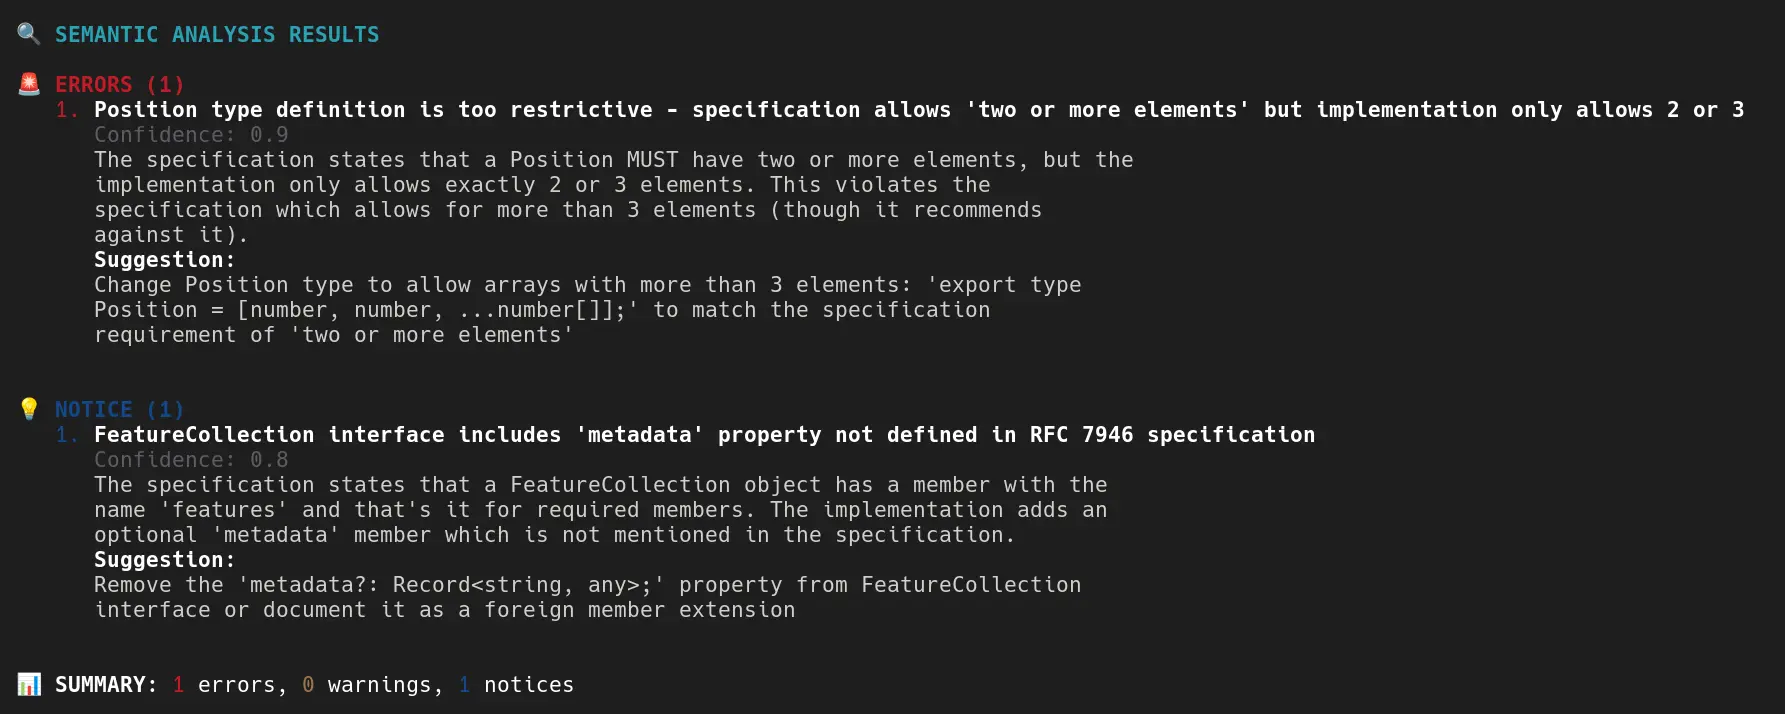 🔍 SEMANTIC ANALYSIS RESULTS
🚨 ERRORS (1)
1. Position type definition is too restrictive - specification allows 'two or more elements' but implementation only allows 2 or 3
Confidence: 0.9
The specification states that a Position MUST have two or more elements, but the
implementation only allows exactly 2 or 3 elements. This violates the
specification which allows for more than 3 elements (though it recommends
against it).
Suggestion:
Change Position type to allow arrays with more than 3 elements: 'export type
Position = [number, number, ...number[]];' to match the specification
requirement of 'two or more elements'
💡 NOTICE (1)
1. FeatureCollection interface includes 'metadata' property not defined in RFC 7946 specification
Confidence: 0.8
The specification states that a FeatureCollection object has a member with the
name 'features' and that's it for required members. The implementation adds an
optional 'metadata' member which is not mentioned in the specification.
Suggestion:
Remove the 'metadata?: Record<string, any>;' property from FeatureCollection
interface or document it as a foreign member extension
📊 SUMMARY: 1 errors, 0 warnings, 1 notices